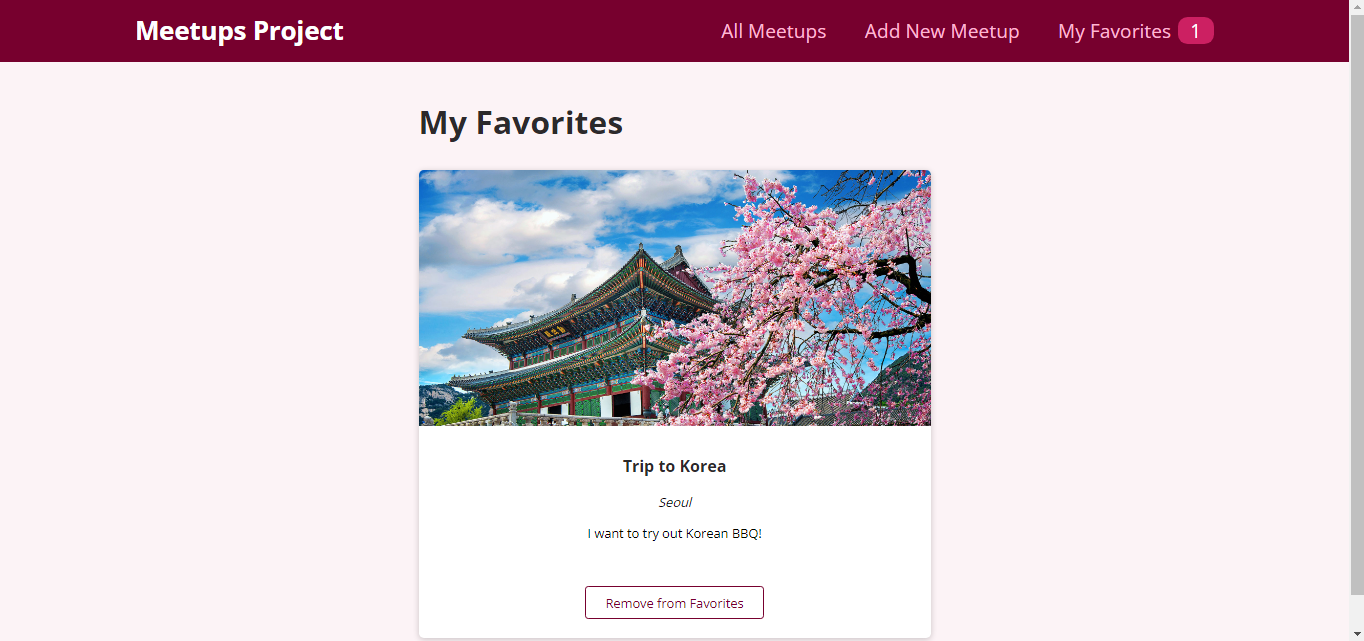 Meetups Project
All Meetups
Add New Meetup
My Favorites 1
My Favorites
Trip to Korea
Seoul
I want to try out Korean BBQ!
Remove from Favorites